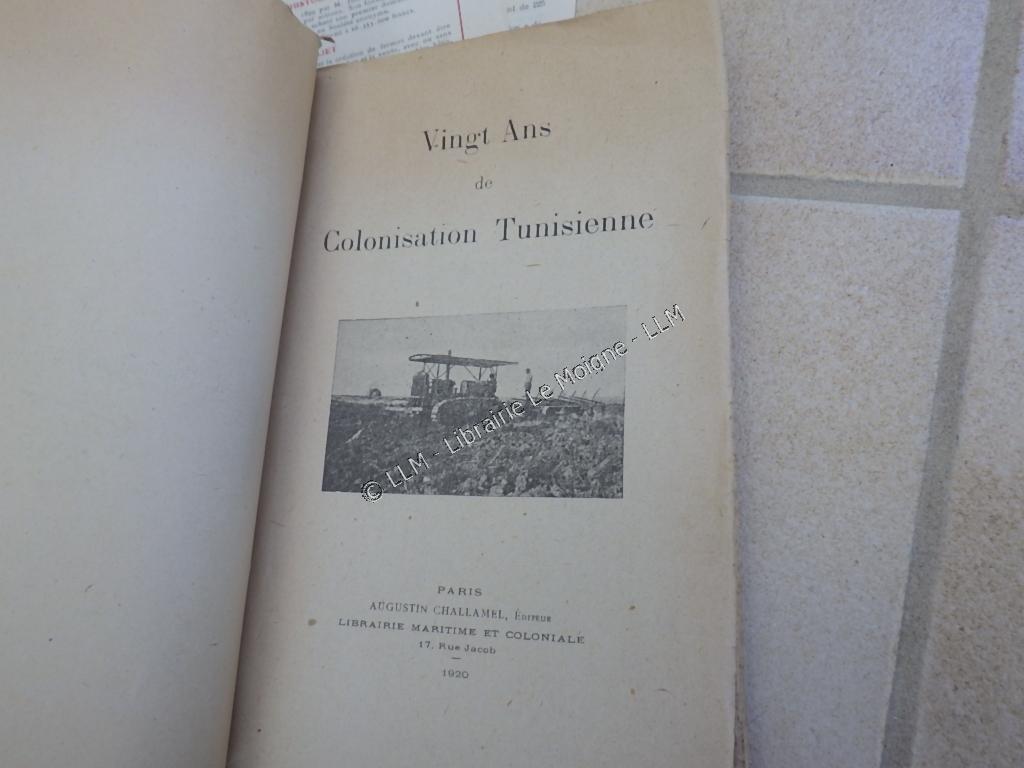 Vingt Ans
de
Colonisation Tunisienne
© LLM - Librairie Le Moigne - LLM
PARIS
AUGUSTIN CHALLAMEL, ÉDITEUR
LIBRAIRIE MARITIME ET COLONIALE
17, Rue Jacob
1920